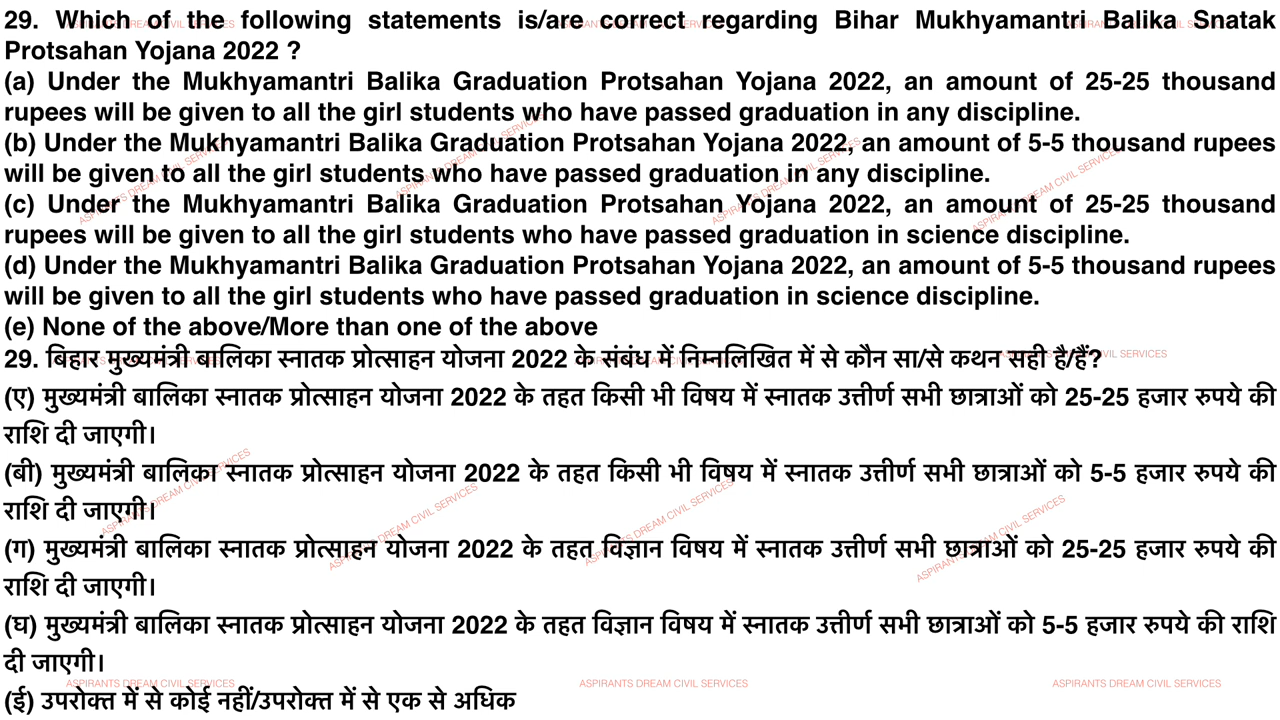 29. Which of the following statements is/are correct regarding Bihar Mukhyamantri Balika Snatak
Protsahan Yojana 2022 ?
(a) Under the Mukhyamantri Balika Graduation Protsahan Yojana 2022, an amount of 25-25 thousand
rupees will be given to all the girl students who have passed graduation in any discipline.
(b) Under the Mukhyamantri Balika Graduation Protsahan Yojana 2022, an amount of 5-5 thousand rupees
will be given to all the girl students who have passed graduation in any discipline.
(c) Under the Mukhyamantri Balika Graduation Protsahan Yojana 2022, an amount of 25-25 thousand
rupees will be given to all the girl students who have passed graduation in science discipline.
(d) Under the Mukhyamantri Balika Graduation Protsahan Yojana 2022, an amount of 5-5 thousand rupees
will be given to all the girl students who have passed graduation in science discipline.
(e) None of the above/More than one of the above
29. बिहार मुख्यमंत्री बालिका स्नातक प्रोत्साहन योजना 2022 के संबंध में निम्नलिखित में से कौन सा/से कथन सही है/हैं?
(ए) मुख्यमंत्री बालिका स्नातक प्रोत्साहन योजना 2022 के तहत किसी भी विषय में स्नातक उत्तीर्ण सभी छात्राओं को 25-25 हजार रुपये की
राशि दी जाएगी।
(बी) मुख्यमंत्री बालिका स्नातक प्रोत्साहन योजना 2022 के तहत किसी भी विषय में स्नातक उत्तीर्ण सभी छात्राओं को 5-5 हजार रुपये की
राशि दी जाएगी।
(ग) मुख्यमंत्री बालिका स्नातक प्रोत्साहन योजना 2022 के तहत विज्ञान विषय में स्नातक उत्तीर्ण सभी छात्राओं को 25-25 हजार रुपये की
राशि दी जाएगी।
(घ) मुख्यमंत्री बालिका स्नातक प्रोत्साहन योजना 2022 के तहत विज्ञान विषय में स्नातक उत्तीर्ण सभी छात्राओं को 5-5 हजार रुपये की राशि
दी जाएगी।
(ई) उपरोक्त में से कोई नहीं/उपरोक्त में से एक से अधिक
ASPIRANTS DREAM CIVIL SERVICES
ASPIRANTS DREAM CIVIL SERVICES
ASPIRANTS DREAM CIVIL SERVICES